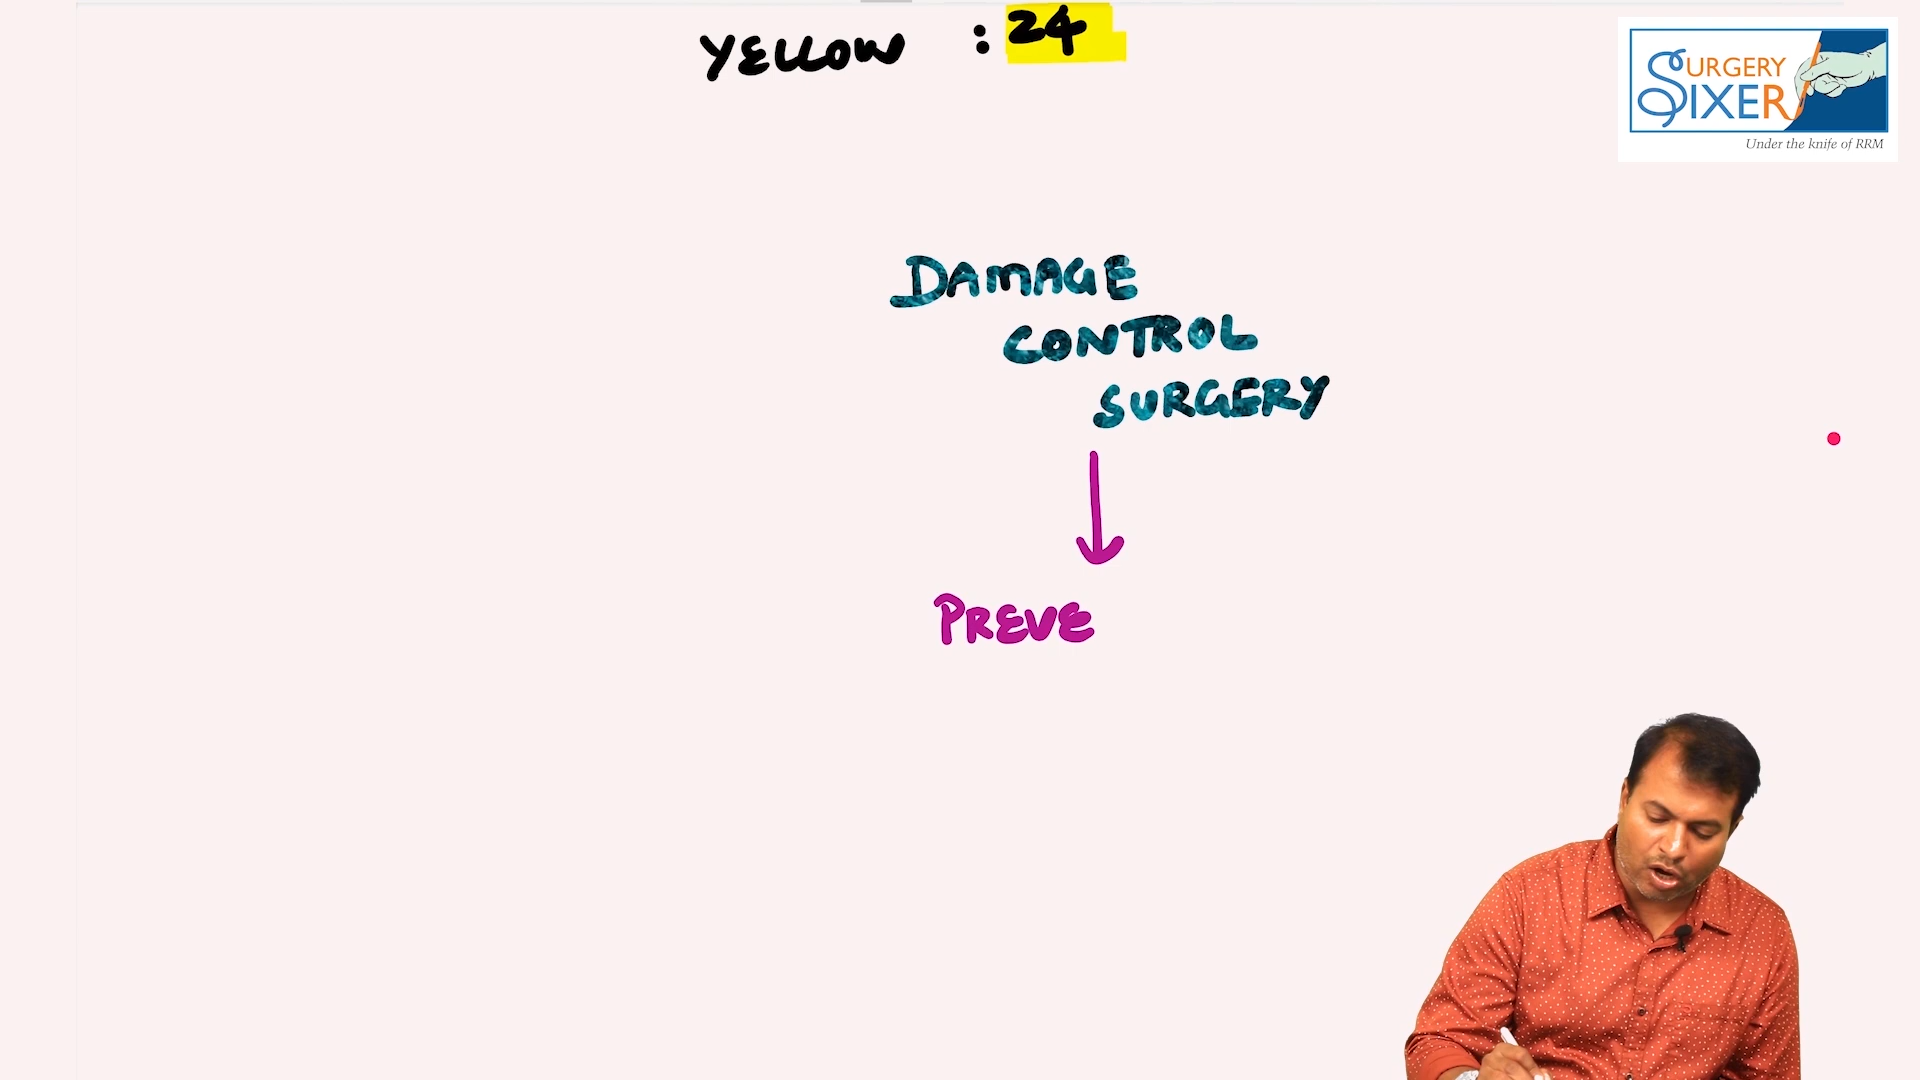 YELLOW : 24
SURGERY
SIXER
Under the knife of RRM
DAMAGE
CONTROL
SURGERY
PREVE